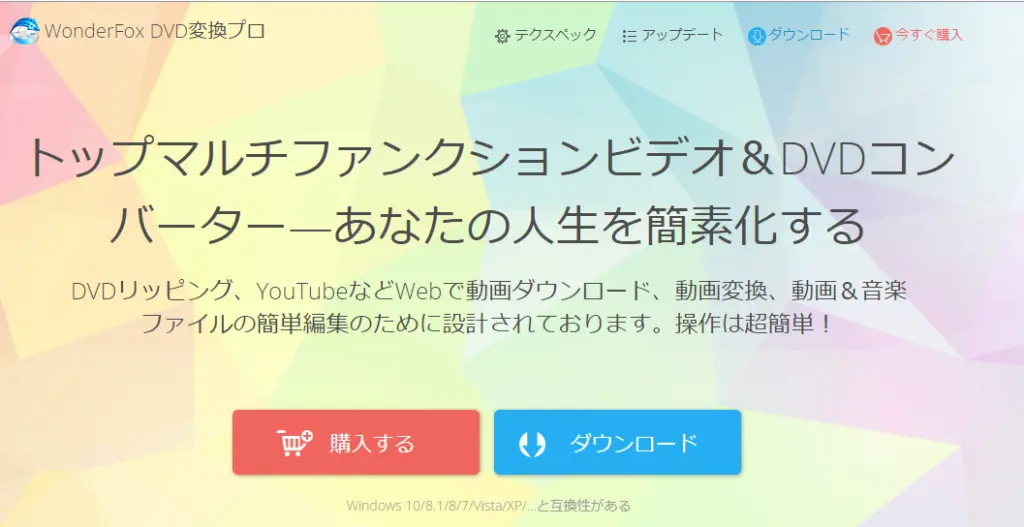 WonderFox DVD変換プロ
テクスペック アップデート ダウンロード 今すぐ購入
トップマルチファンクションビデオ＆DVDコン
バーター—あなたの人生を簡素化する
DVDリッピング、YouTubeなどWebで動画ダウンロード、動画変換、動画＆音楽
ファイルの簡単編集のために設計されております。操作は超簡単！
購入する ダウンロード
Windows 10/8.1/8/7/Vista/XP/...と互換性がある